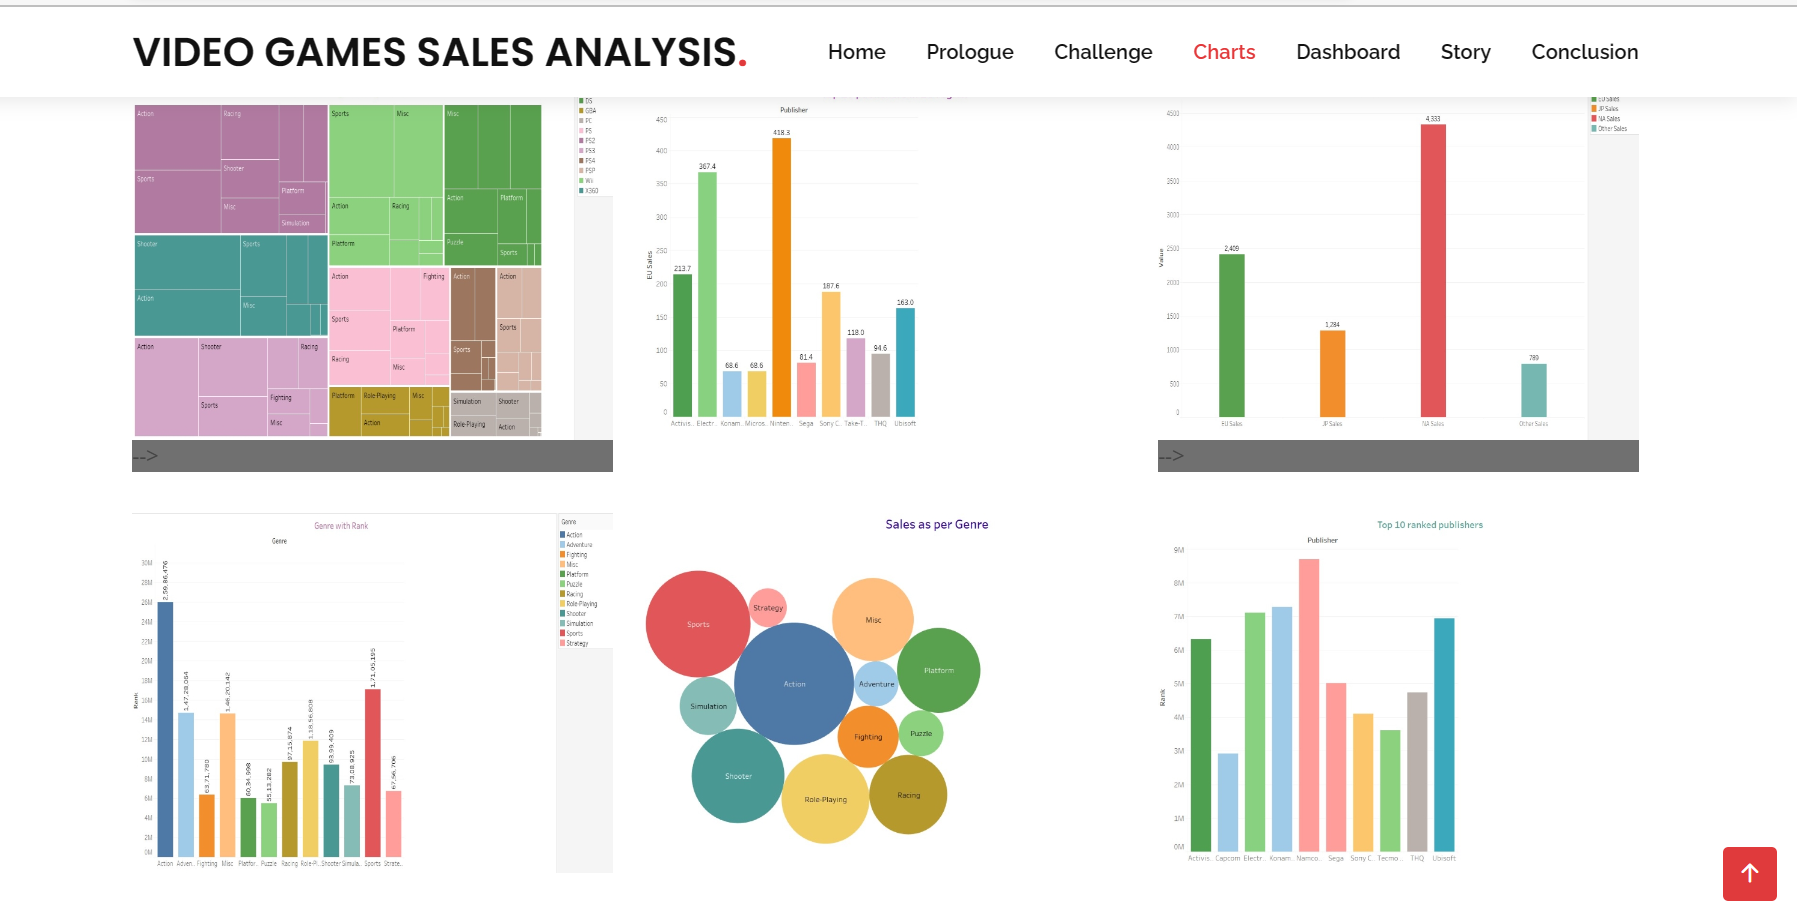 VIDEO GAMES SALES ANALYSIS.
Home
Prologue
Challenge
Charts
Dashboard
Story
Conclusion
Action
Racing
Shooter
Sports
Platform
Misc
Simulation
Sports
Misc
Action
Racing
Platform
Misc
Action
Platform
Puzzle
Sports
Shooter
Sports
Action
Misc
Action
Fighting
Sports
Platform
Racing
Misc
Action
Sports
Action
Sports
Action
Shooter
Racing
Sports
Fighting
Misc
Platform
Role-Playing
Misc
Action
Simulation
Shooter
Role-Playing
Action
DS
GBA
PC
PS
PS2
PS3
PS4
PSP
Wii
X360
-->
Publisher
EU Sales
450
400
350
300
250
200
150
100
50
0
213.7
367.4
68.6
68.6
418.3
81.4
187.6
118.0
94.6
163.0
Activis..
Electr..
Konam..
Micros..
Ninten..
Sega
Sony C..
Take-T..
THQ
Ubisoft
EU Sales
JP Sales
NA Sales
Other Sales
Value
4500
4000
3500
3000
2500
2000
1500
1000
500
0
2,409
1,284
4,333
789
EU Sales
JP Sales
NA Sales
Other Sales
-->
Genre with Rank
Genre
Rank
30M
28M
26M
24M
22M
20M
18M
16M
14M
12M
10M
8M
6M
4M
2M
0M
2,59,86,476
1,47,28,064
63,71,760
1,46,20,142
60,34,998
55,13,282
97,15,874
1,18,56,808
93,99,409
73,08,925
1,71,05,195
67,56,706
Action
Adven..
Fighting
Misc
Platfor..
Puzzle
Racing
Role-Pl..
Shooter
Simula..
Sports
Strate..
Genre
Action
Adventure
Fighting
Misc
Platform
Puzzle
Racing
Role-Playing
Shooter
Simulation
Sports
Strategy
Sales as per Genre
Sports
Strategy
Misc
Platform
Action
Adventure
Simulation
Fighting
Puzzle
Shooter
Role-Playing
Racing
Top 10 ranked publishers
Publisher
Rank
9M
8M
7M
6M
5M
4M
3M
2M
1M
0M
Activis..
Capcom
Electr..
Konam..
Namco..
Sega
Sony C..
Tecmo ..
THQ
Ubisoft